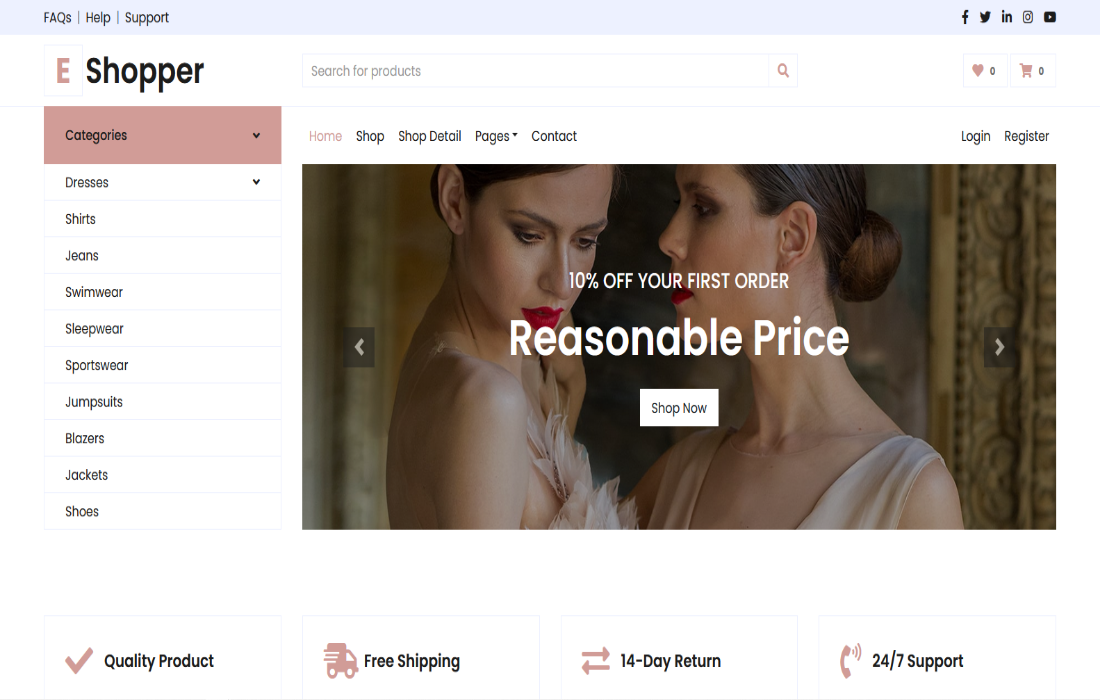 FAQs | Help | Support
E Shopper
Search for products
0
0
Categories
Home Shop Shop Detail Pages Contact
Login Register
Dresses
Shirts
Jeans
Swimwear
Sleepwear
Sportswear
Jumpsuits
Blazers
Jackets
Shoes
10% OFF YOUR FIRST ORDER
Reasonable Price
Shop Now
Quality Product
Free Shipping
14-Day Return
24/7 Support